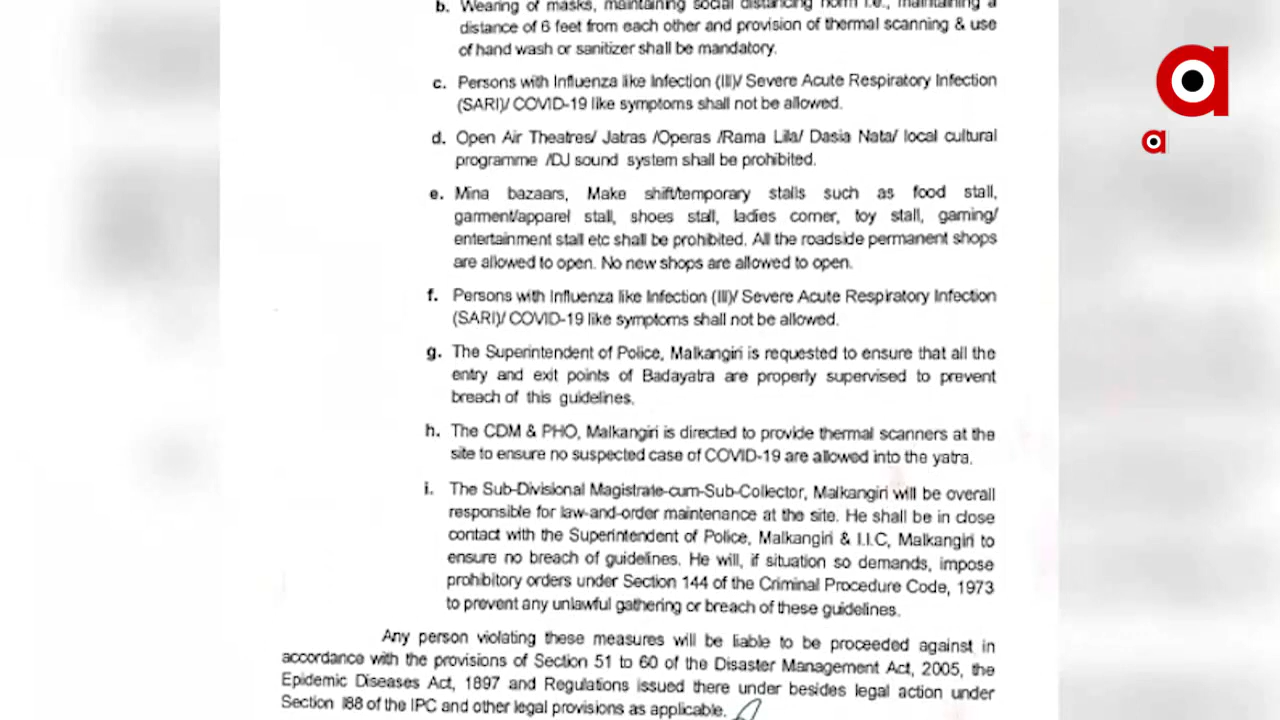 b. Wearing of masks, maintaining social distancing norm i.e., maintaining a
distance of 6 feet from each other and provision of thermal scanning & use
of hand wash or sanitizer shall be mandatory.
c. Persons with Influenza like Infection (Ill)/ Severe Acute Respiratory Infection
(SARI)/ COVID-19 like symptoms shall not be allowed.
d. Open Air Theatres/ Jatras /Operas /Rama Lila/ Dasia Nata/ local cultural
programme /DJ sound system shall be prohibited.
e. Mina bazaars, Make shift/temporary stalls such as food stall,
garment/apparel stall, shoes stall, ladies corner, toy stall, gaming/
entertainment stall etc shall be prohibited. All the roadside permanent shops
are allowed to open. No new shops are allowed to open.
f. Persons with Influenza like Infection (Ill)/ Severe Acute Respiratory Infection
(SARI)/ COVID-19 like symptoms shall not be allowed.
g. The Superintendent of Police, Malkangiri is requested to ensure that all the
entry and exit points of Badayatra are properly supervised to prevent
breach of this guidelines.
h. The CDM & PHO, Malkangiri is directed to provide thermal scanners at the
site to ensure no suspected case of COVID-19 are allowed into the yatra.
i. The Sub-Divisional Magistrate-cum-Sub-Collector, Malkangiri will be overall
responsible for law-and-order maintenance at the site. He shall be in close
contact with the Superintendent of Police, Malkangiri & I.I.C, Malkangiri to
ensure no breach of guidelines. He will, if situation so demands, impose
prohibitory orders under Section 144 of the Criminal Procedure Code, 1973
to prevent any unlawful gathering or breach of these guidelines.
Any person violating these measures will be liable to be proceeded against in
accordance with the provisions of Section 51 to 60 of the Disaster Management Act, 2005, the
Epidemic Diseases Act, 1897 and Regulations issued there under besides legal action under
Section 188 of the IPC and other legal provisions as applicable.
a
a